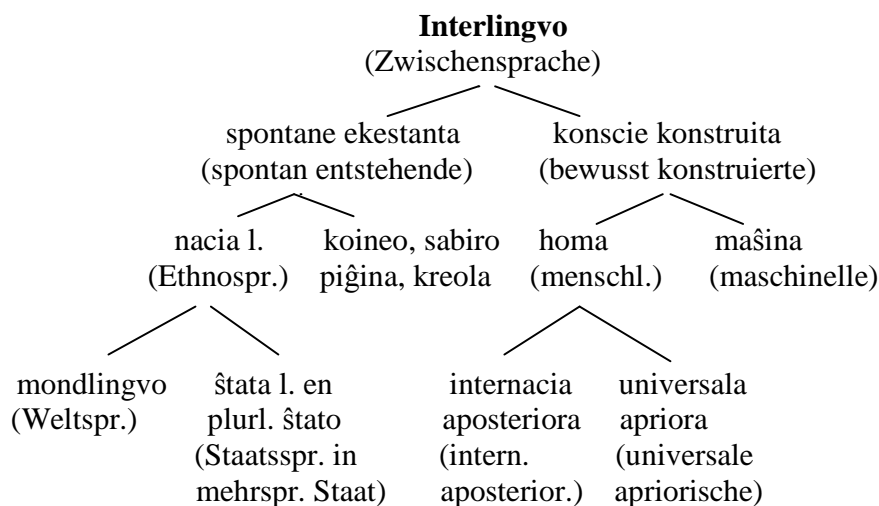 Interlingvo
(Zwischensprache)
spontane ekestanta
(spontan entstehende)
konscie konstruita
(bewusst konstruierte)
nacia l.
(Ethnospr.)
koineo, sabiro
piĝina, kreola
homa
(menschl.)
maŝina
(maschinelle)
mondlingvo
(Weltspr.)
ŝtata l. en
plurl. ŝtato
(Staatsspr. in
mehrspr. Staat)
internacia
aposteriora
(intern.
aposterior.)
universala
apriora
(universale
apriorische)